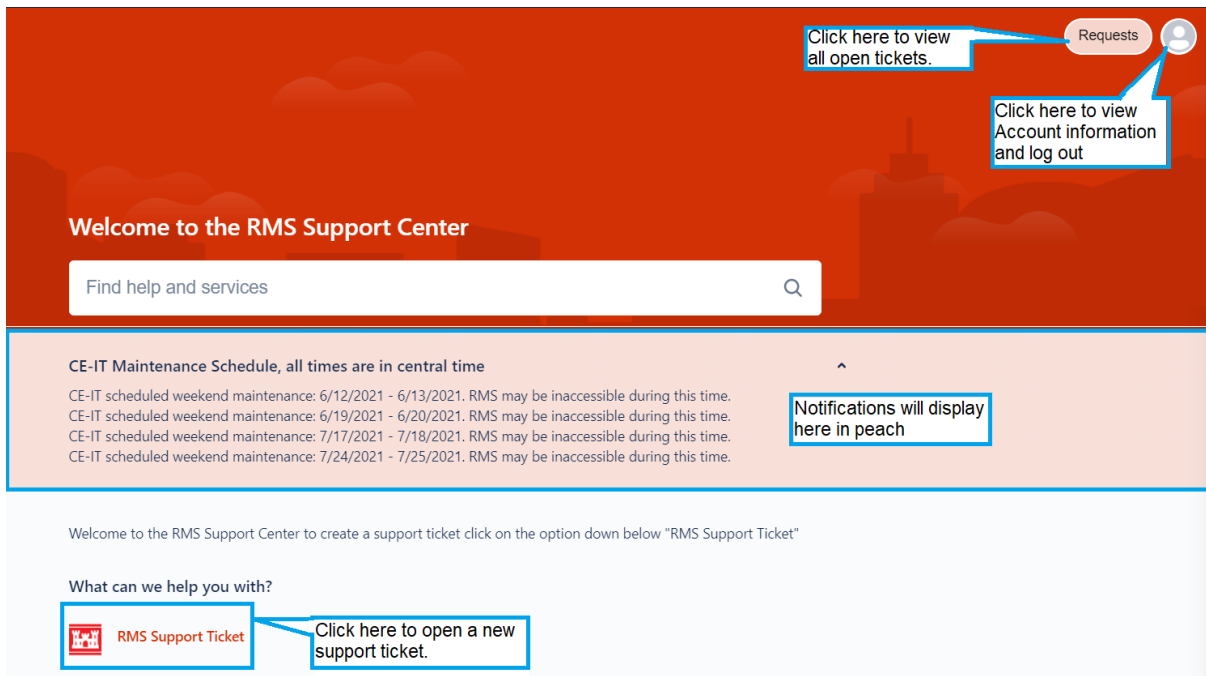 Click here to view
all open tickets.
Requests
Click here to view
Account information
and log out
Welcome to the RMS Support Center
Find help and services
CE-IT Maintenance Schedule, all times are in central time
CE-IT scheduled weekend maintenance: 6/12/2021 - 6/13/2021. RMS may be inaccessible during this time.
CE-IT scheduled weekend maintenance: 6/19/2021 - 6/20/2021. RMS may be inaccessible during this time.
CE-IT scheduled weekend maintenance: 7/17/2021 - 7/18/2021. RMS may be inaccessible during this time.
CE-IT scheduled weekend maintenance: 7/24/2021 - 7/25/2021. RMS may be inaccessible during this time.
Notifications will display
here in peach
Welcome to the RMS Support Center to create a support ticket click on the option down below "RMS Support Ticket"
What can we help you with?
RMS Support Ticket
Click here to open a new
support ticket.